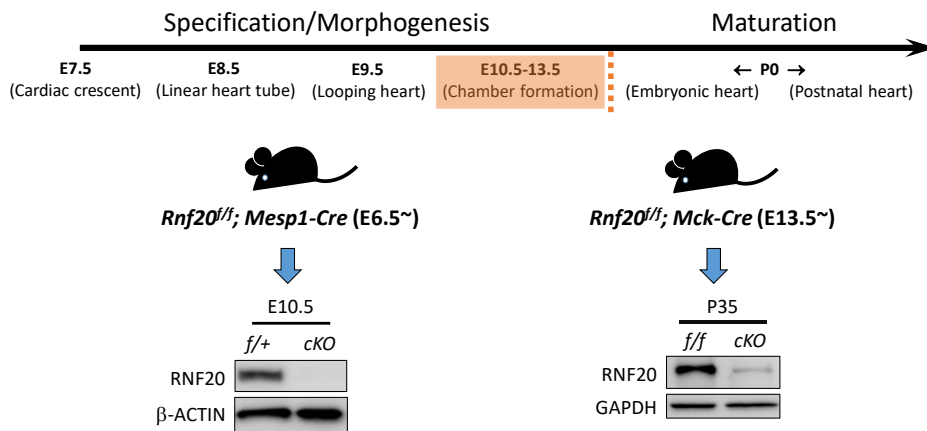 Specification/Morphogenesis Maturation
E7.5 E8.5 E9.5 E10.5-13.5 ← P0 →
(Cardiac crescent) (Linear heart tube) (Looping heart) (Chamber formation) (Embryonic heart) (Postnatal heart)
Rnf20f/f; Mesp1-Cre (E6.5~) Rnf20f/f; Mck-Cre (E13.5~)
E10.5 P35
f/+ cKO f/f cKO
RNF20 RNF20
β-ACTIN GAPDH